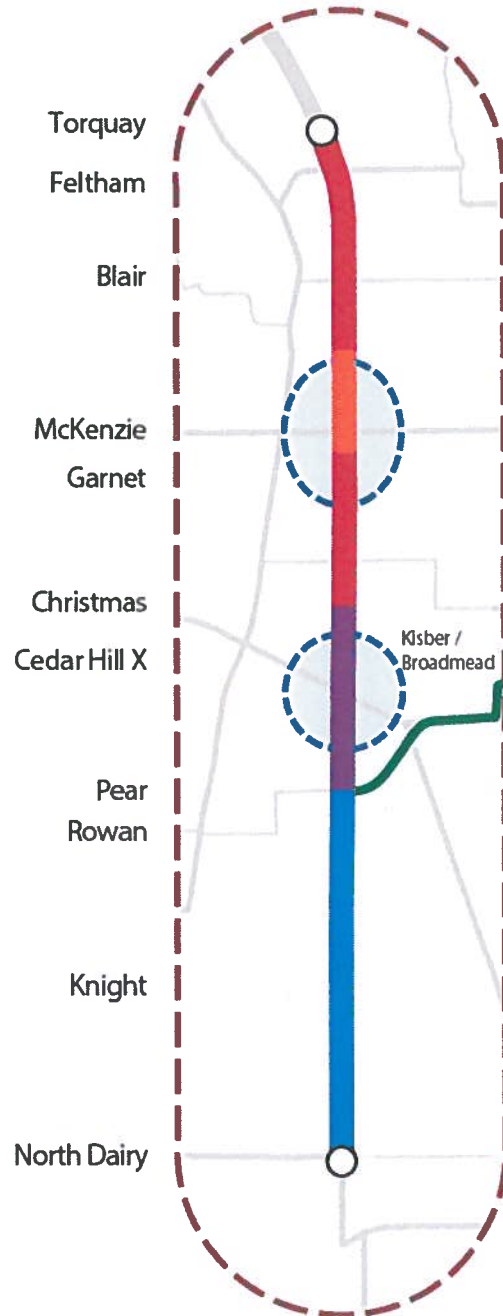 Torquay
Feltham
Blair
McKenzie
Garnet
Christmas
Cedar Hill X
Kisber /
Broadmead
Pear
Rowan
Knight
North Dairy